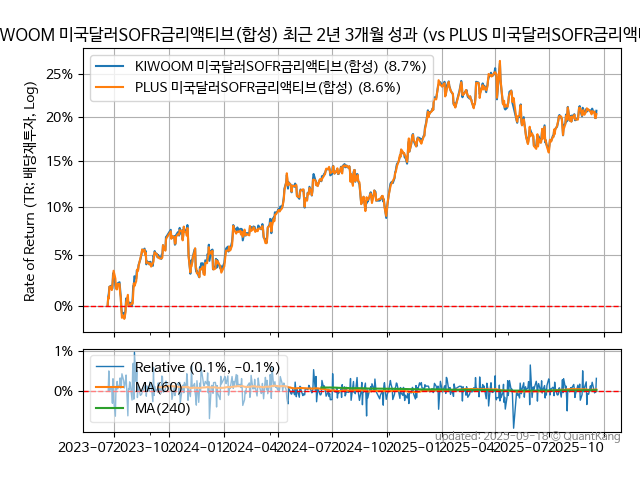 WOOM 미국달러SOFR금리액티브(합성) 최근 2년 3개월 성과 (vs PLUS 미국달러SOFR금리액티
KIWOOM 미국달러SOFR금리액티브(합성) (8.7%)
PLUS 미국달러SOFR금리액티브(합성) (8.6%)
25%
20%
15%
10%
5%
0%
Rate of Return (TR: 배당재투자, Log)
1%
0%
Relative (0.1%, -0.1%)
MA(60)
MA(240)
2023-07 2023-10 2024-01 2024-04 2024-07 2024-10 2025-01 2025-04 2025-07 2025-10
updated: 2025-09-18 © QuantKang